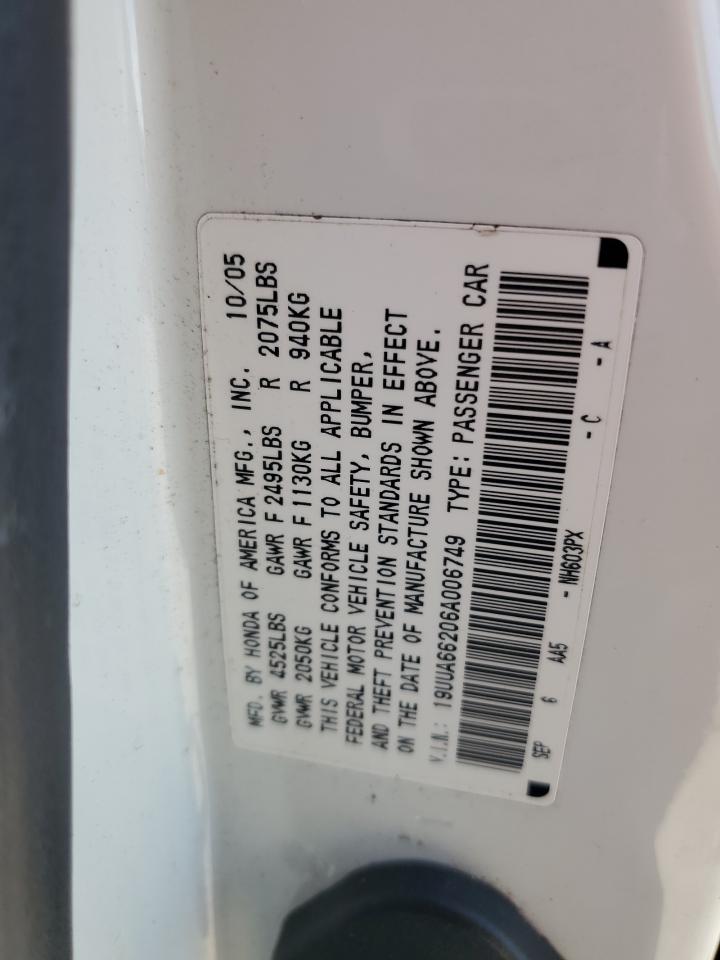 MFD. BY HONDA OF AMERICA MFG., INC. 10/05
GVWR 4525LBS GAWR F 2495LBS R 2075LBS
GVWR 2050KG GAWR F 1130KG R 940KG
THIS VEHICLE CONFORMS TO ALL APPLICABLE
FEDERAL MOTOR VEHICLE SAFETY, BUMPER,
AND THEFT PREVENTION STANDARDS IN EFFECT
ON THE DATE OF MANUFACTURE SHOWN ABOVE.
V.I.N.: 19UUA66206A006749 TYPE: PASSENGER CAR
SEP 6 AA5 - NH603PX - C - A